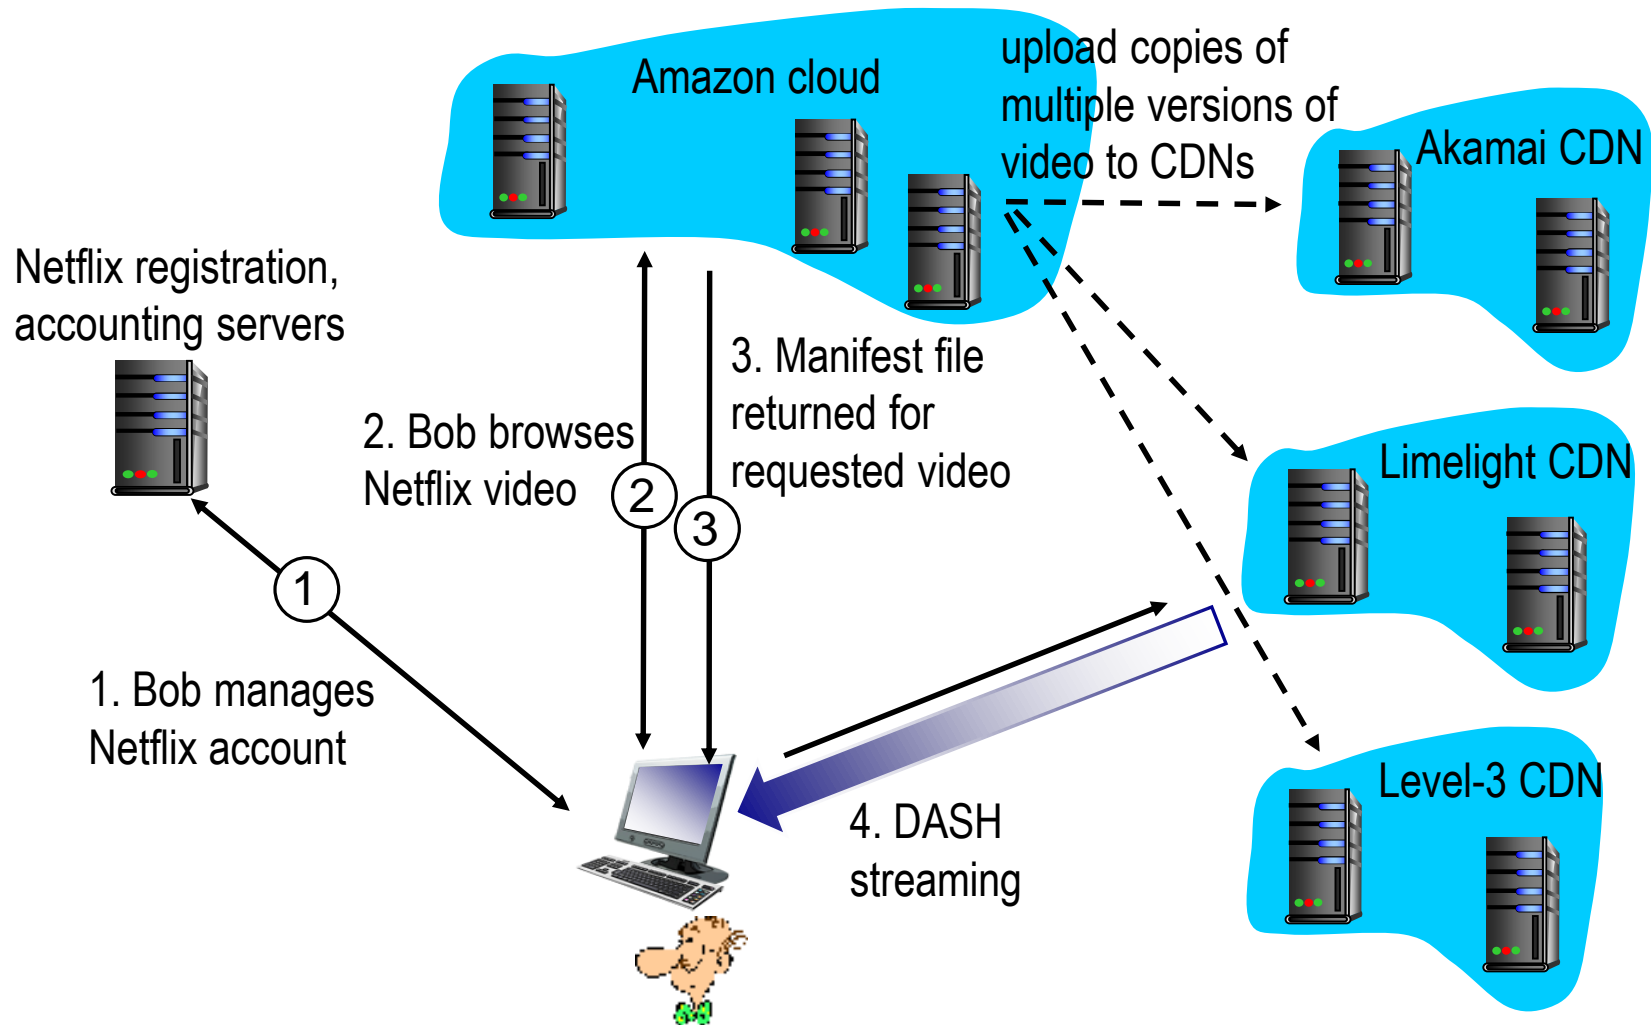 Amazon cloud
upload copies of
multiple versions of
video to CDNs
Akamai CDN
Netflix registration,
accounting servers
3. Manifest file
returned for
requested video
2. Bob browses
Netflix video
2
3
Limelight CDN
1
1. Bob manages
Netflix account
4. DASH
streaming
Level-3 CDN